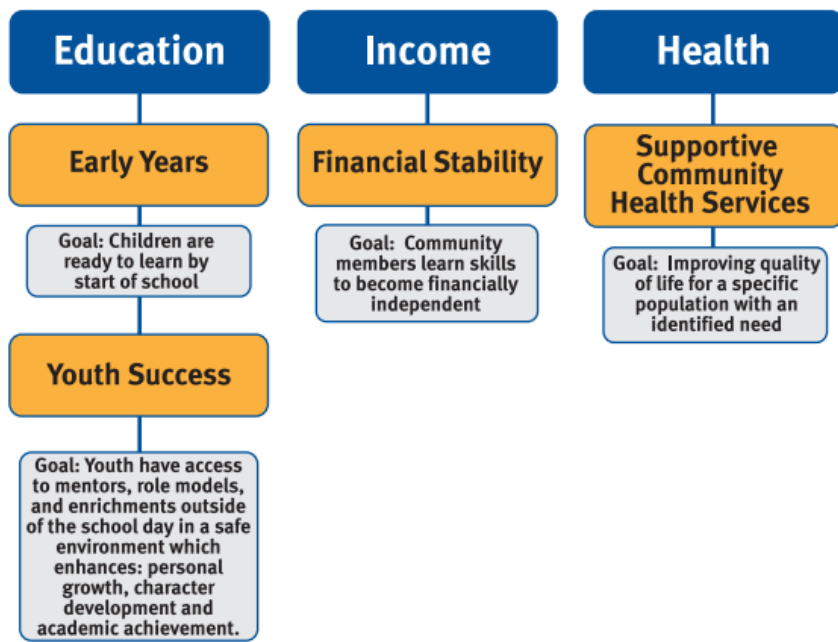 Education
Early Years
Goal: Children are
ready to learn by
start of school
Youth Success
Goal: Youth have access
to mentors, role models,
and enrichments outside
of the school day in a safe
environment which
enhances: personal
growth, character
development and
academic achievement.
Income
Financial Stability
Goal:  Community
members learn skills
to become financially
independent
Health
Supportive
Community
Health Services
Goal:  Improving quality
of life for a specific
population with an
identified need